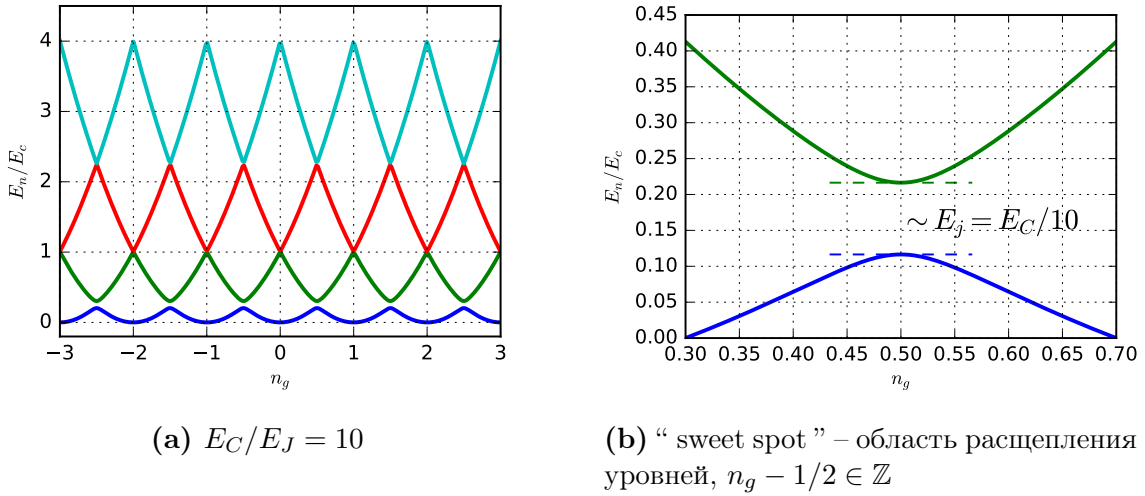 4
3
2
1
0
E_n/E_c
−3 −2 −1 0 1 2 3
n_g
0.45
0.40
0.35
0.30
0.25
0.20
0.15
0.10
0.05
0.00
E_n/E_c
∼ E_j = E_C/10
0.30 0.35 0.40 0.45 0.50 0.55 0.60 0.65 0.70
n_g
(a) E_C/E_J = 10
(b) “ sweet spot ” – область расщепления
уровней, n_g − 1/2 ∈ ℤ